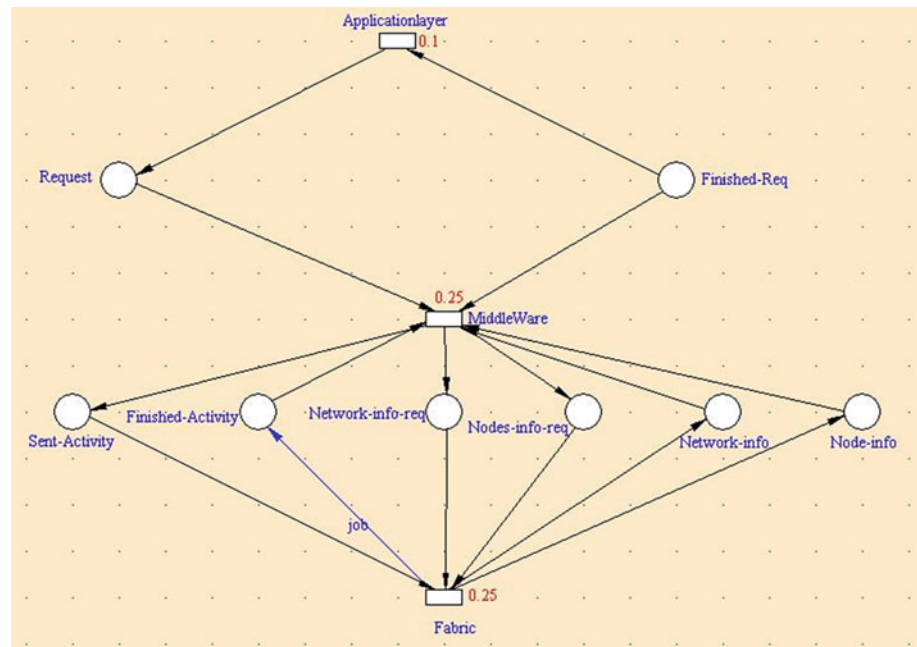 Applicationlayer
0.1
Request
Finished-Req
0.25
MiddleWare
Finished-Activity
Network-info-req
Nodes-info-req
Sent-Activity
Network-info
Node-info
job
0.25
Fabric